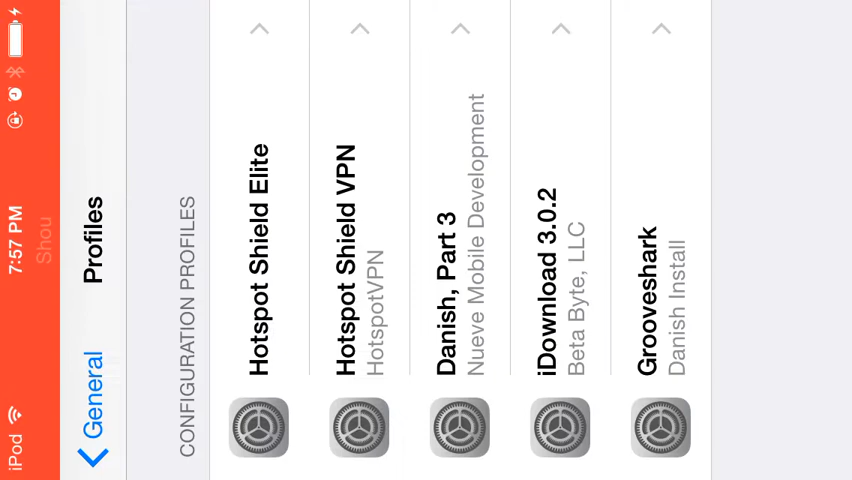 iPod
7:57 PM
Shou
General
Profiles
CONFIGURATION PROFILES
Hotspot Shield Elite
Hotspot Shield VPN
HotspotVPN
Danish, Part 3
Nueve Mobile Development
iDownload 3.0.2
Beta Byte, LLC
Grooveshark
Danish Install